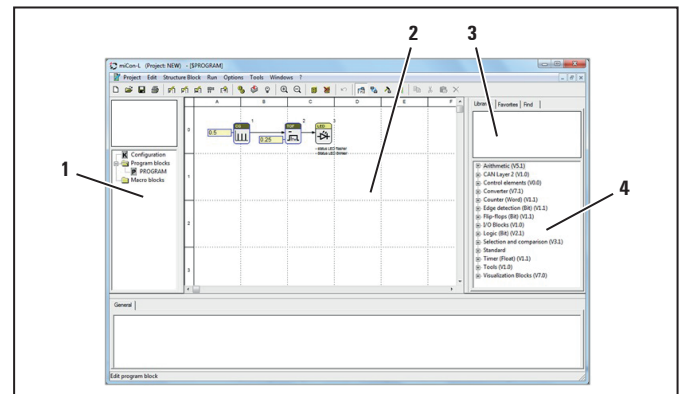 2
3
miCon-L (Project: NEW) - [$PROGRAM]
Project Edit Structure Block Run Options Tools Windows ?
A B C D E F
Library Favorites Find
0
1
2
3
0.5
0.25
LED
1
2
3
Configuration
Program blocks
PROGRAM
Macro blocks
1
Arithmetic (V5.1)
CAN Layer 2 (V1.0)
Control elements (V0.0)
Converter (V7.1)
Counter (Word) (V1.1)
Edge detection (Bit) (V1.1)
Flip-flops (Bit) (V1.1)
I/O Blocks (V1.0)
Logic (Bit) (V2.1)
Selection and comparison (V3.1)
Standard
Timer (Float) (V1.1)
Tools (V1.0)
Visualization Blocks (V7.0)
4
General
Edit program block